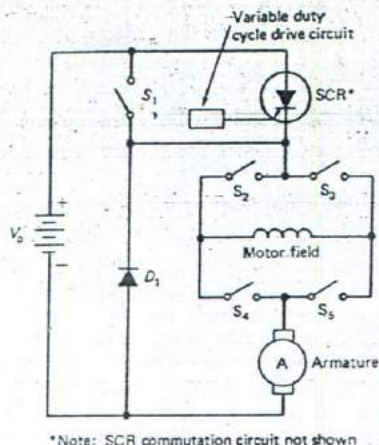 Variable duty
cycle drive circuit
S₁
SCR*
S₂
S₃
+
Vₚ
−
Motor field
D₁
S₄
S₅
A
Armature
*Note: SCR commutation circuit not shown